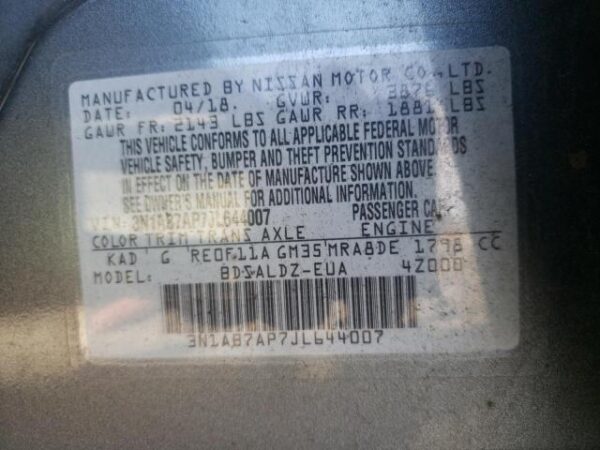 MANUFACTURED BY NISSAN MOTOR CO., LTD.
DATE: 04/18. GVWR: 3876 LBS
GAWR FR: 2143 LBS GAWR RR: 1881 LBS
THIS VEHICLE CONFORMS TO ALL APPLICABLE FEDERAL MOTOR
VEHICLE SAFETY, BUMPER AND THEFT PREVENTION STANDARDS
IN EFFECT ON THE DATE OF MANUFACTURE SHOWN ABOVE.
SEE OWNER'S MANUAL FOR ADDITIONAL INFORMATION.
VIN: 3N1AB7AP7JL644007 PASSENGER CAR
COLOR TRIM TRANS AXLE ENGINE
KAD G RE0F11A GM35 MRA8DE 1798 CC
MODEL: BDSALDZ-EUA 4Z000
3N1AB7AP7JL644007